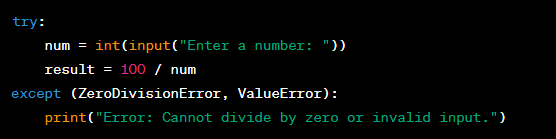 try:
    num = int(input("Enter a number: "))
    result = 100 / num
except (ZeroDivisionError, ValueError):
    print("Error: Cannot divide by zero or invalid input.")